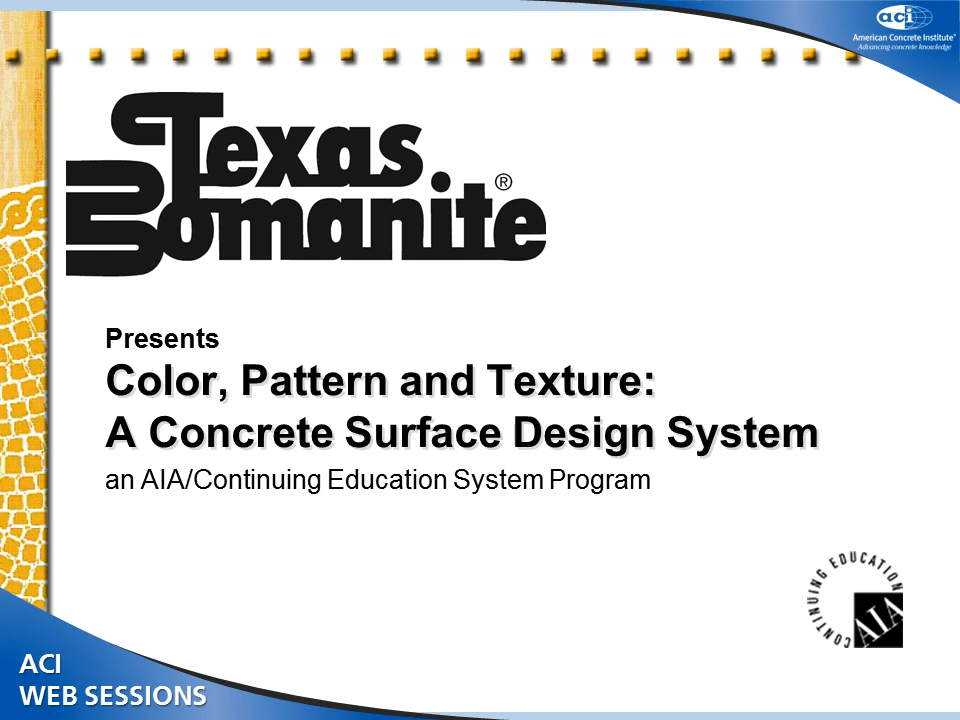 aci
American Concrete Institute®
Advancing concrete knowledge
Texas
Bomanite®
Presents
Color, Pattern and Texture:
A Concrete Surface Design System
an AIA/Continuing Education System Program
CONTINUING EDUCATION
AIA
ACI
WEB SESSIONS